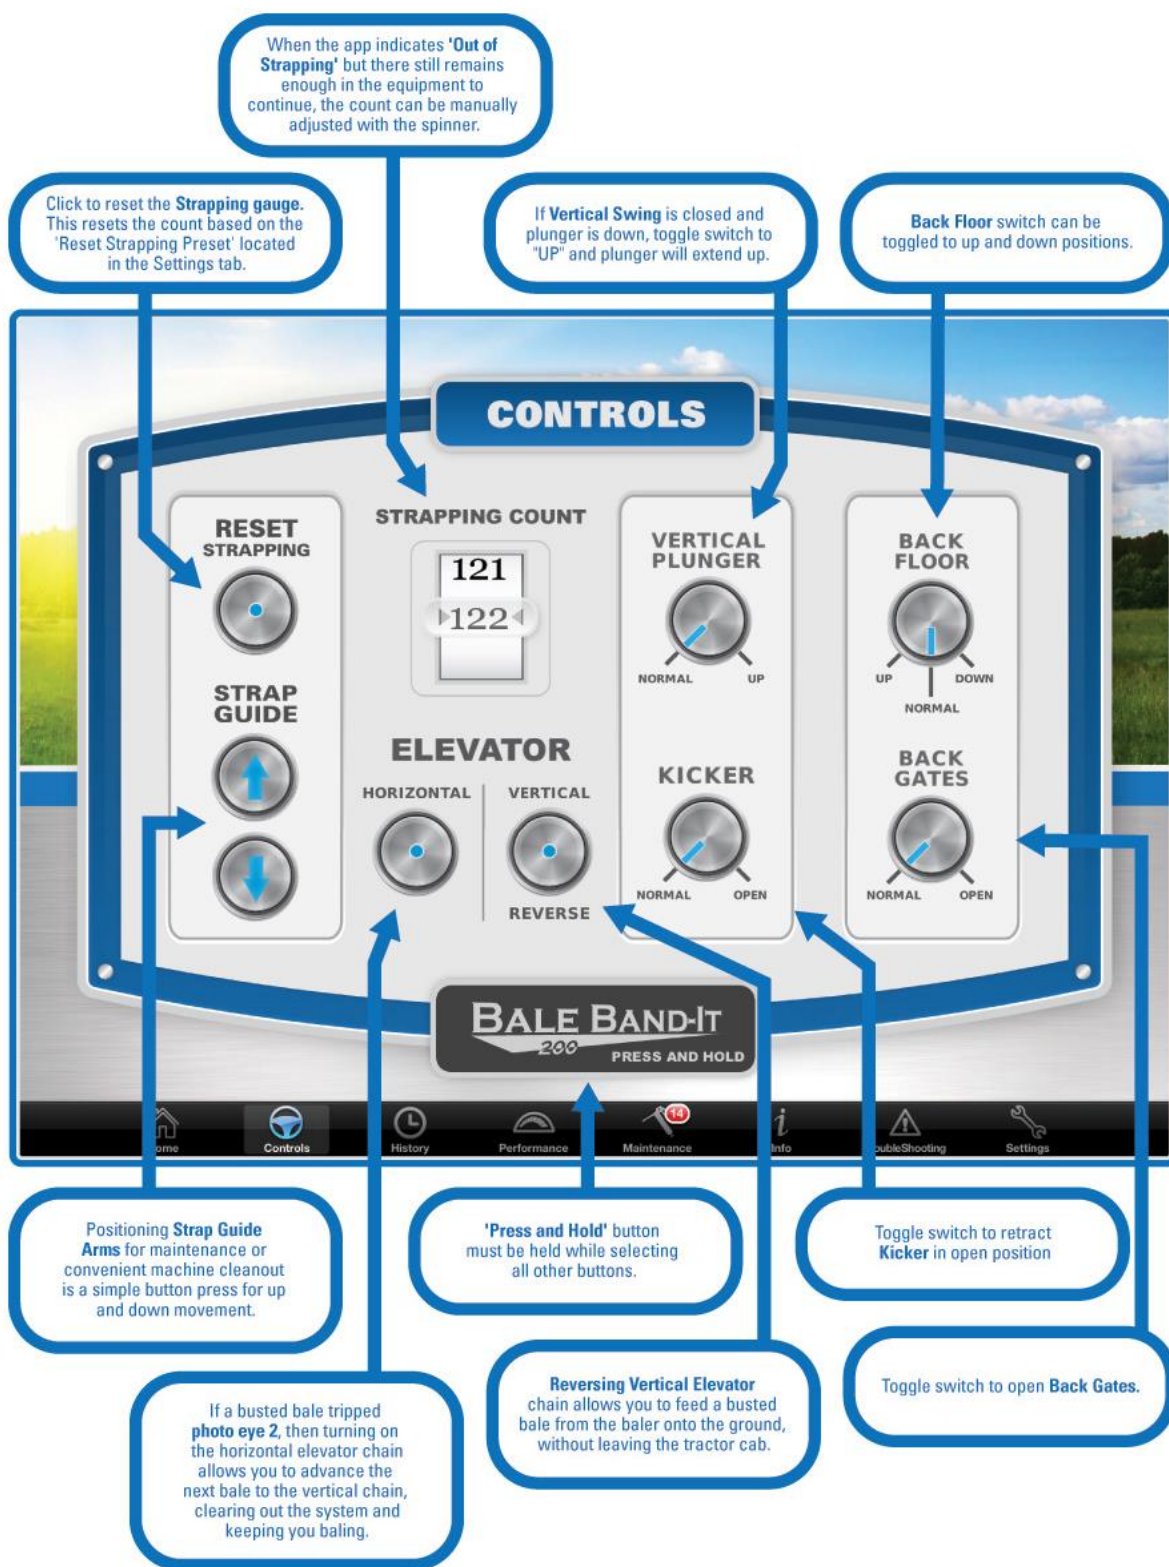 When the app indicates 'Out of
Strapping' but there still remains
enough in the equipment to
continue, the count can be manually
adjusted with the spinner.
Click to reset the Strapping gauge.
This resets the count based on the
'Reset Strapping Preset' located
in the Settings tab.
If Vertical Swing is closed and
plunger is down, toggle switch to
"UP" and plunger will extend up.
Back Floor switch can be
toggled to up and down positions.
CONTROLS
RESET
STRAPPING
STRAP
GUIDE
STRAPPING COUNT
121
122
ELEVATOR
HORIZONTAL
VERTICAL
REVERSE
VERTICAL
PLUNGER
NORMAL
UP
KICKER
NORMAL
OPEN
BACK
FLOOR
UP
DOWN
NORMAL
BACK
GATES
NORMAL
OPEN
BALE BAND-IT
200
PRESS AND HOLD
14
ome
Controls
History
Performance
Maintenance
Info
oubleShooting
Settings
Positioning Strap Guide
Arms for maintenance or
convenient machine cleanout
is a simple button press for up
and down movement.
'Press and Hold' button
must be held while selecting
all other buttons.
Toggle switch to retract
Kicker in open position
If a busted bale tripped
photo eye 2, then turning on
the horizontal elevator chain
allows you to advance the
next bale to the vertical chain,
clearing out the system and
keeping you baling.
Reversing Vertical Elevator
chain allows you to feed a busted
bale from the baler onto the ground,
without leaving the tractor cab.
Toggle switch to open Back Gates.